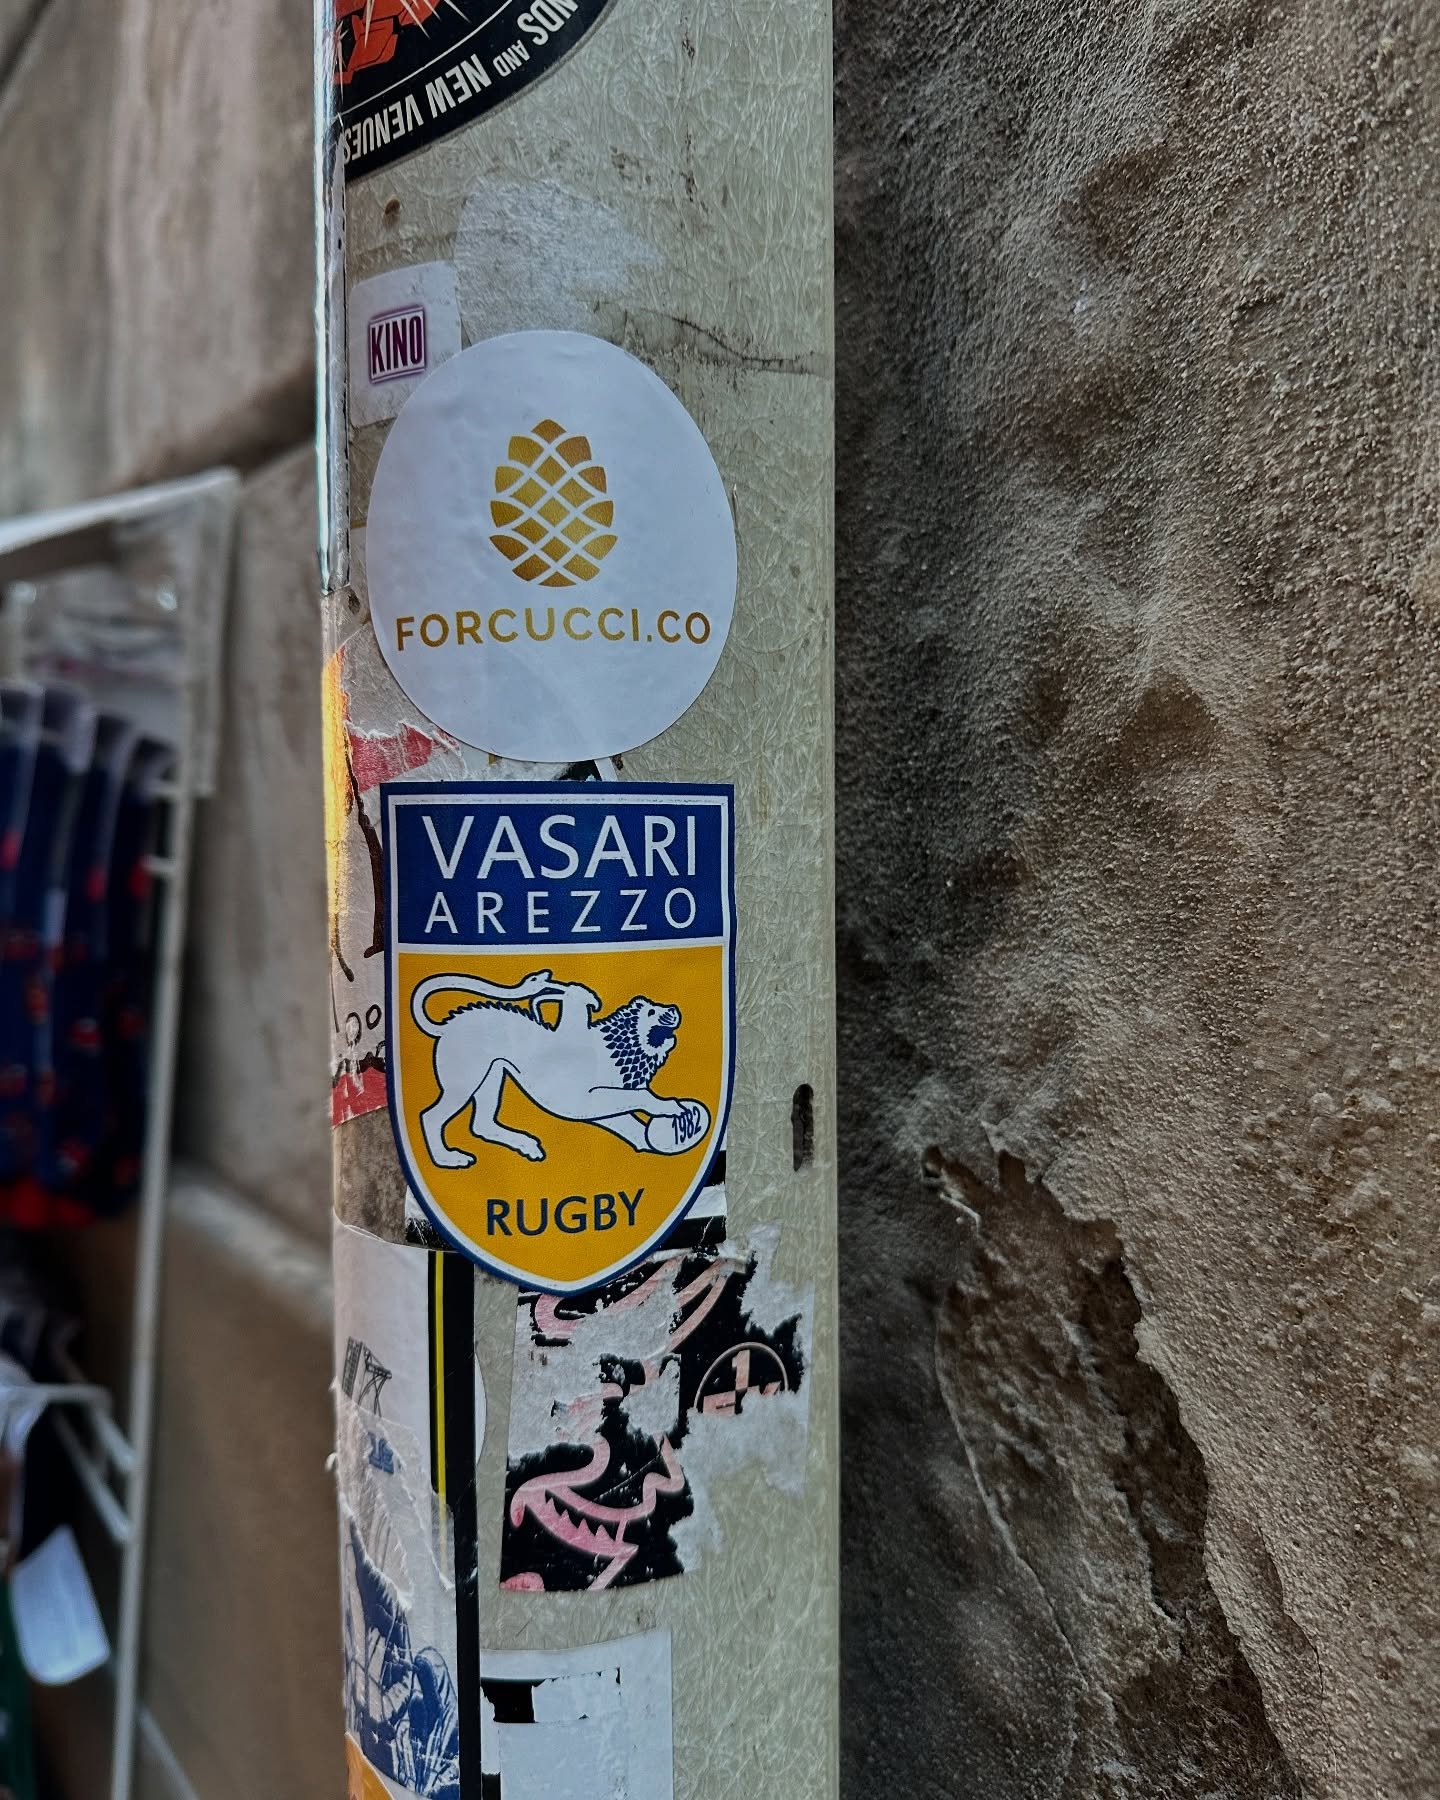 NEW VENUES
AND
KINO
FORCUCCI.CO
VASARI
AREZZO
1982
RUGBY